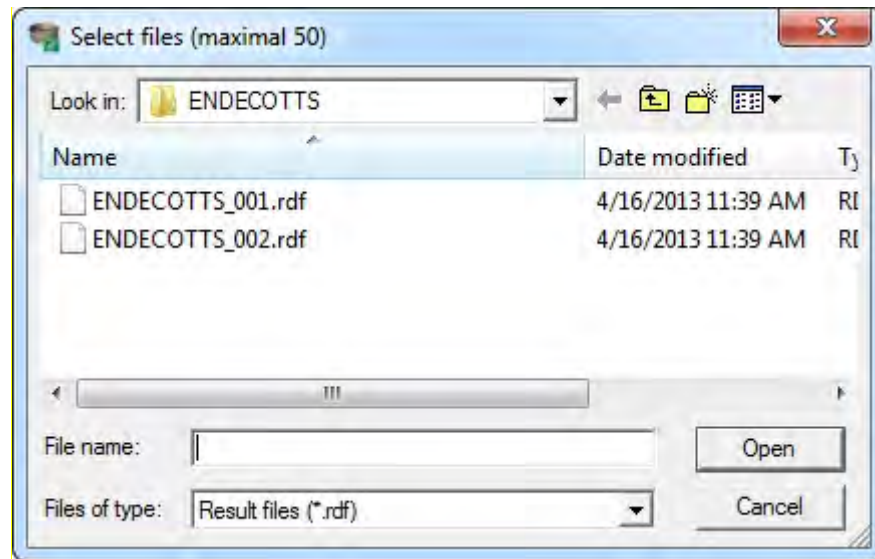 Select files (maximal 50)
Look in: ENDECOTTS
Name Date modified
ENDECOTTS_001.rdf 4/16/2013 11:39 AM
ENDECOTTS_002.rdf 4/16/2013 11:39 AM
File name: Open
Files of type: Result files (*.rdf) Cancel